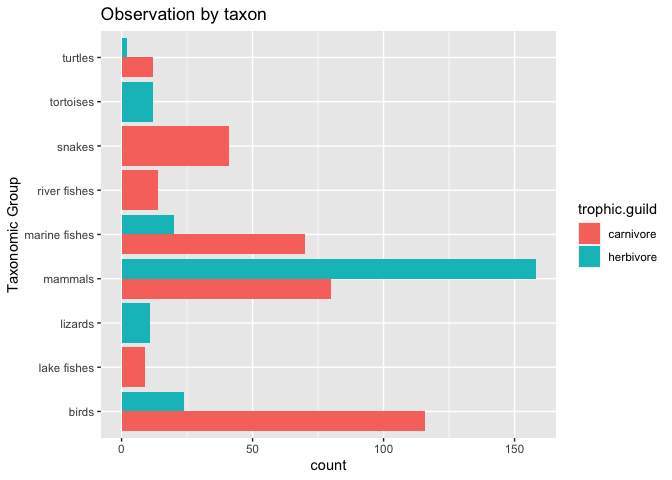 Observation by taxon
Taxonomic Group
turtles
tortoises
snakes
river fishes
marine fishes
mammals
lizards
lake fishes
birds
0 50 100 150
count
trophic.guild
carnivore
herbivore